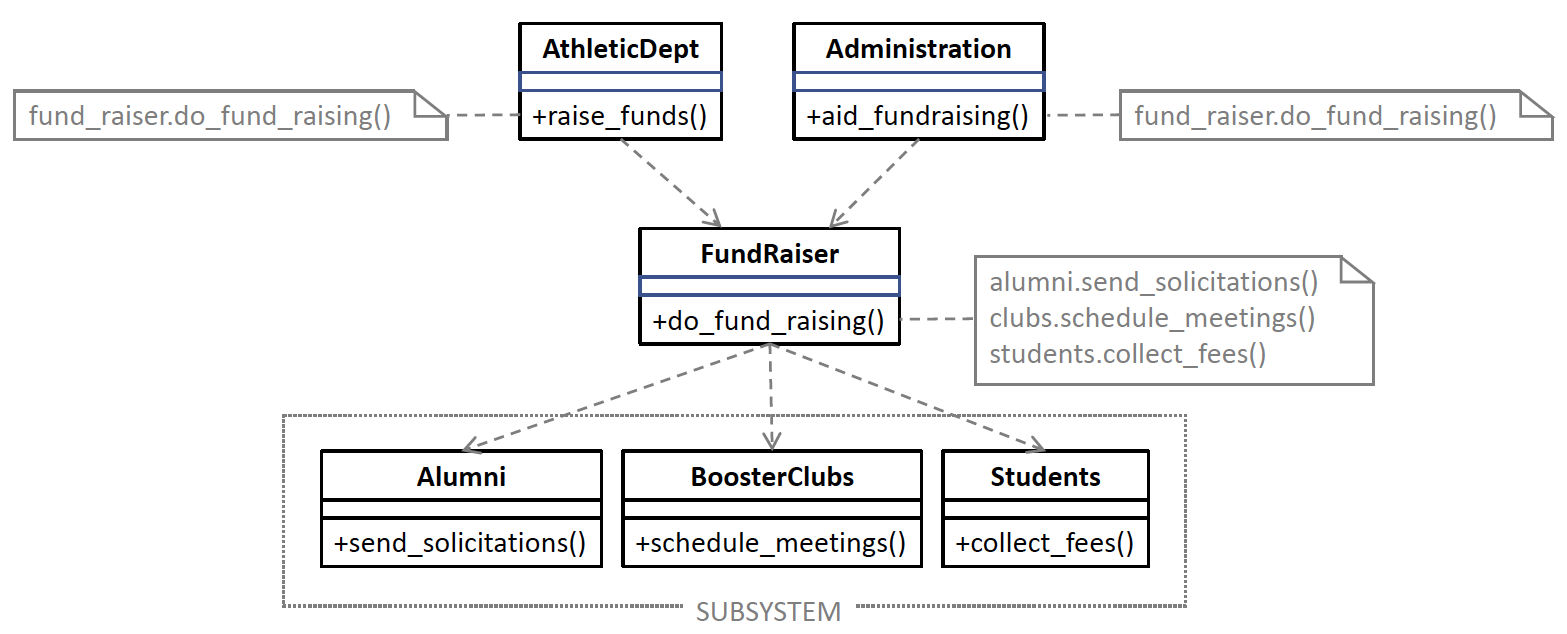 AthleticDept
Administration
fund_raiser.do_fund_raising()
+raise_funds()
+aid_fundraising()
fund_raiser.do_fund_raising()
FundRaiser
+do_fund_raising()
alumni.send_solicitations()
clubs.schedule_meetings()
students.collect_fees()
Alumni
+send_solicitations()
BoosterClubs
+schedule_meetings()
Students
+collect_fees()
SUBSYSTEM